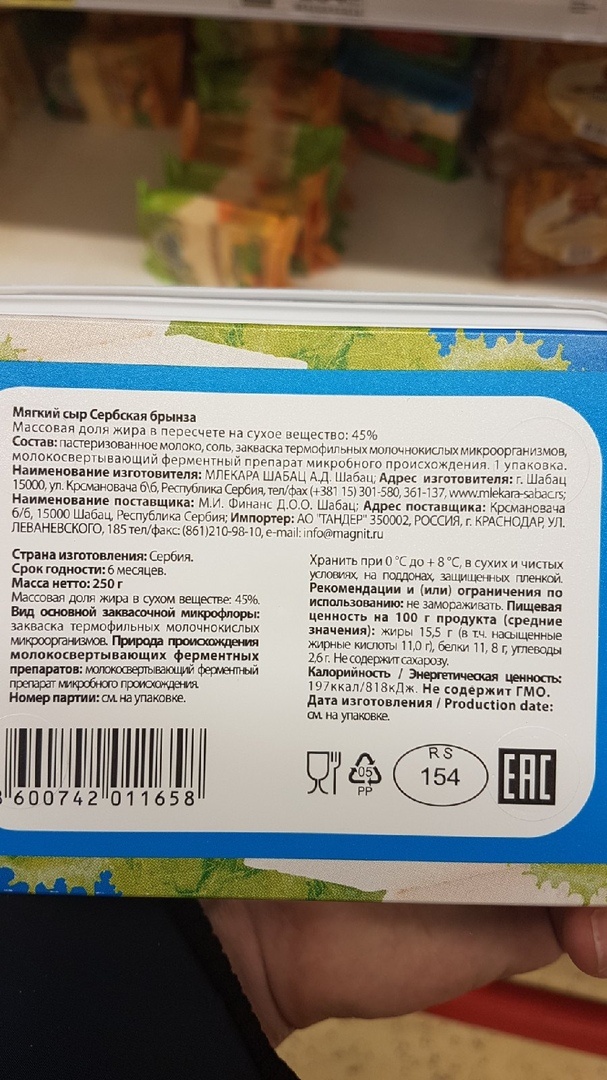 Мягкий сыр Сербская брынза
Массовая доля жира в пересчете на сухое вещество: 45%
Состав: пастеризованное молоко, соль, закваска термофильных молочнокислых микроорганизмов,
молокосвертывающий ферментный препарат микробного происхождения. 1 упаковка.
Наименование изготовителя: МЛЕКАРА ШАБАЦ А.Д. Шабац; Адрес изготовителя: г. Шабац
15000, ул. Крсмановача 6\6, Республика Сербия, тел/фах (+381 15) 301-580, 361-137, www.mlekara-sabac.rs;
Наименование поставщика: М.И. Финанс Д.О.О. Шабац; Адрес поставщика: Крсмановача
6/6, 15000 Шабац, Республика Сербия; Импортер: АО "ТАНДЕР" 350002, РОССИЯ, г. КРАСНОДАР, УЛ.
ЛЕВАНЕВСКОГО, 185 тел/факс: (861)210-98-10, e-mail: info@magnit.ru
Страна изготовления: Сербия.
Срок годности: 6 месяцев.
Масса нетто: 250 г
Массовая доля жира в сухом веществе: 45%.
Вид основной заквасочной микрофлоры:
закваска термофильных молочнокислых
микроорганизмов. Природа происхождения
молокосвертывающих ферментных
препаратов: молокосвертывающий ферментный
препарат микробного происхождения.
Номер партии: см. на упаковке.
Хранить при 0 °C до + 8 °C, в сухих и чистых
условиях, на поддонах, защищенных пленкой.
Рекомендации и (или) ограничения по
использованию: не замораживать. Пищевая
ценность на 100 г продукта (средние
значения): жиры 15,5 г (в т.ч. насыщенные
жирные кислоты 11,0 г), белки 11, 8 г, углеводы
2,6 г. Не содержит сахарозу.
Калорийность / Энергетическая ценность:
197ккал/818кДж. Не содержит ГМО.
Дата изготовления / Production date:
см. на упаковке.
8 600742 011658
05
PP
RS
154
EAC